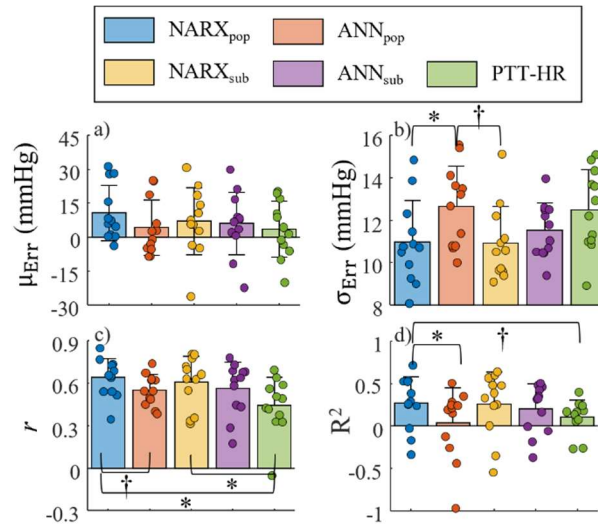 NARXpop ANNpop
NARXsub ANNsub PTT-HR
a)
μErr (mmHg)
45
30
15
0
-15
-30
b)
* †
σErr (mmHg)
16
14
12
10
8
c)
r
0.9
0.6
0.3
0
-0.3
† *
*
d)
†
*
R²
1
0.5
0
-0.5
-1